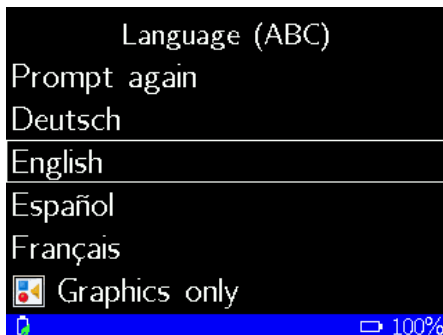 Language (ABC)
Prompt again
Deutsch
English
Español
Français
Graphics only
100%